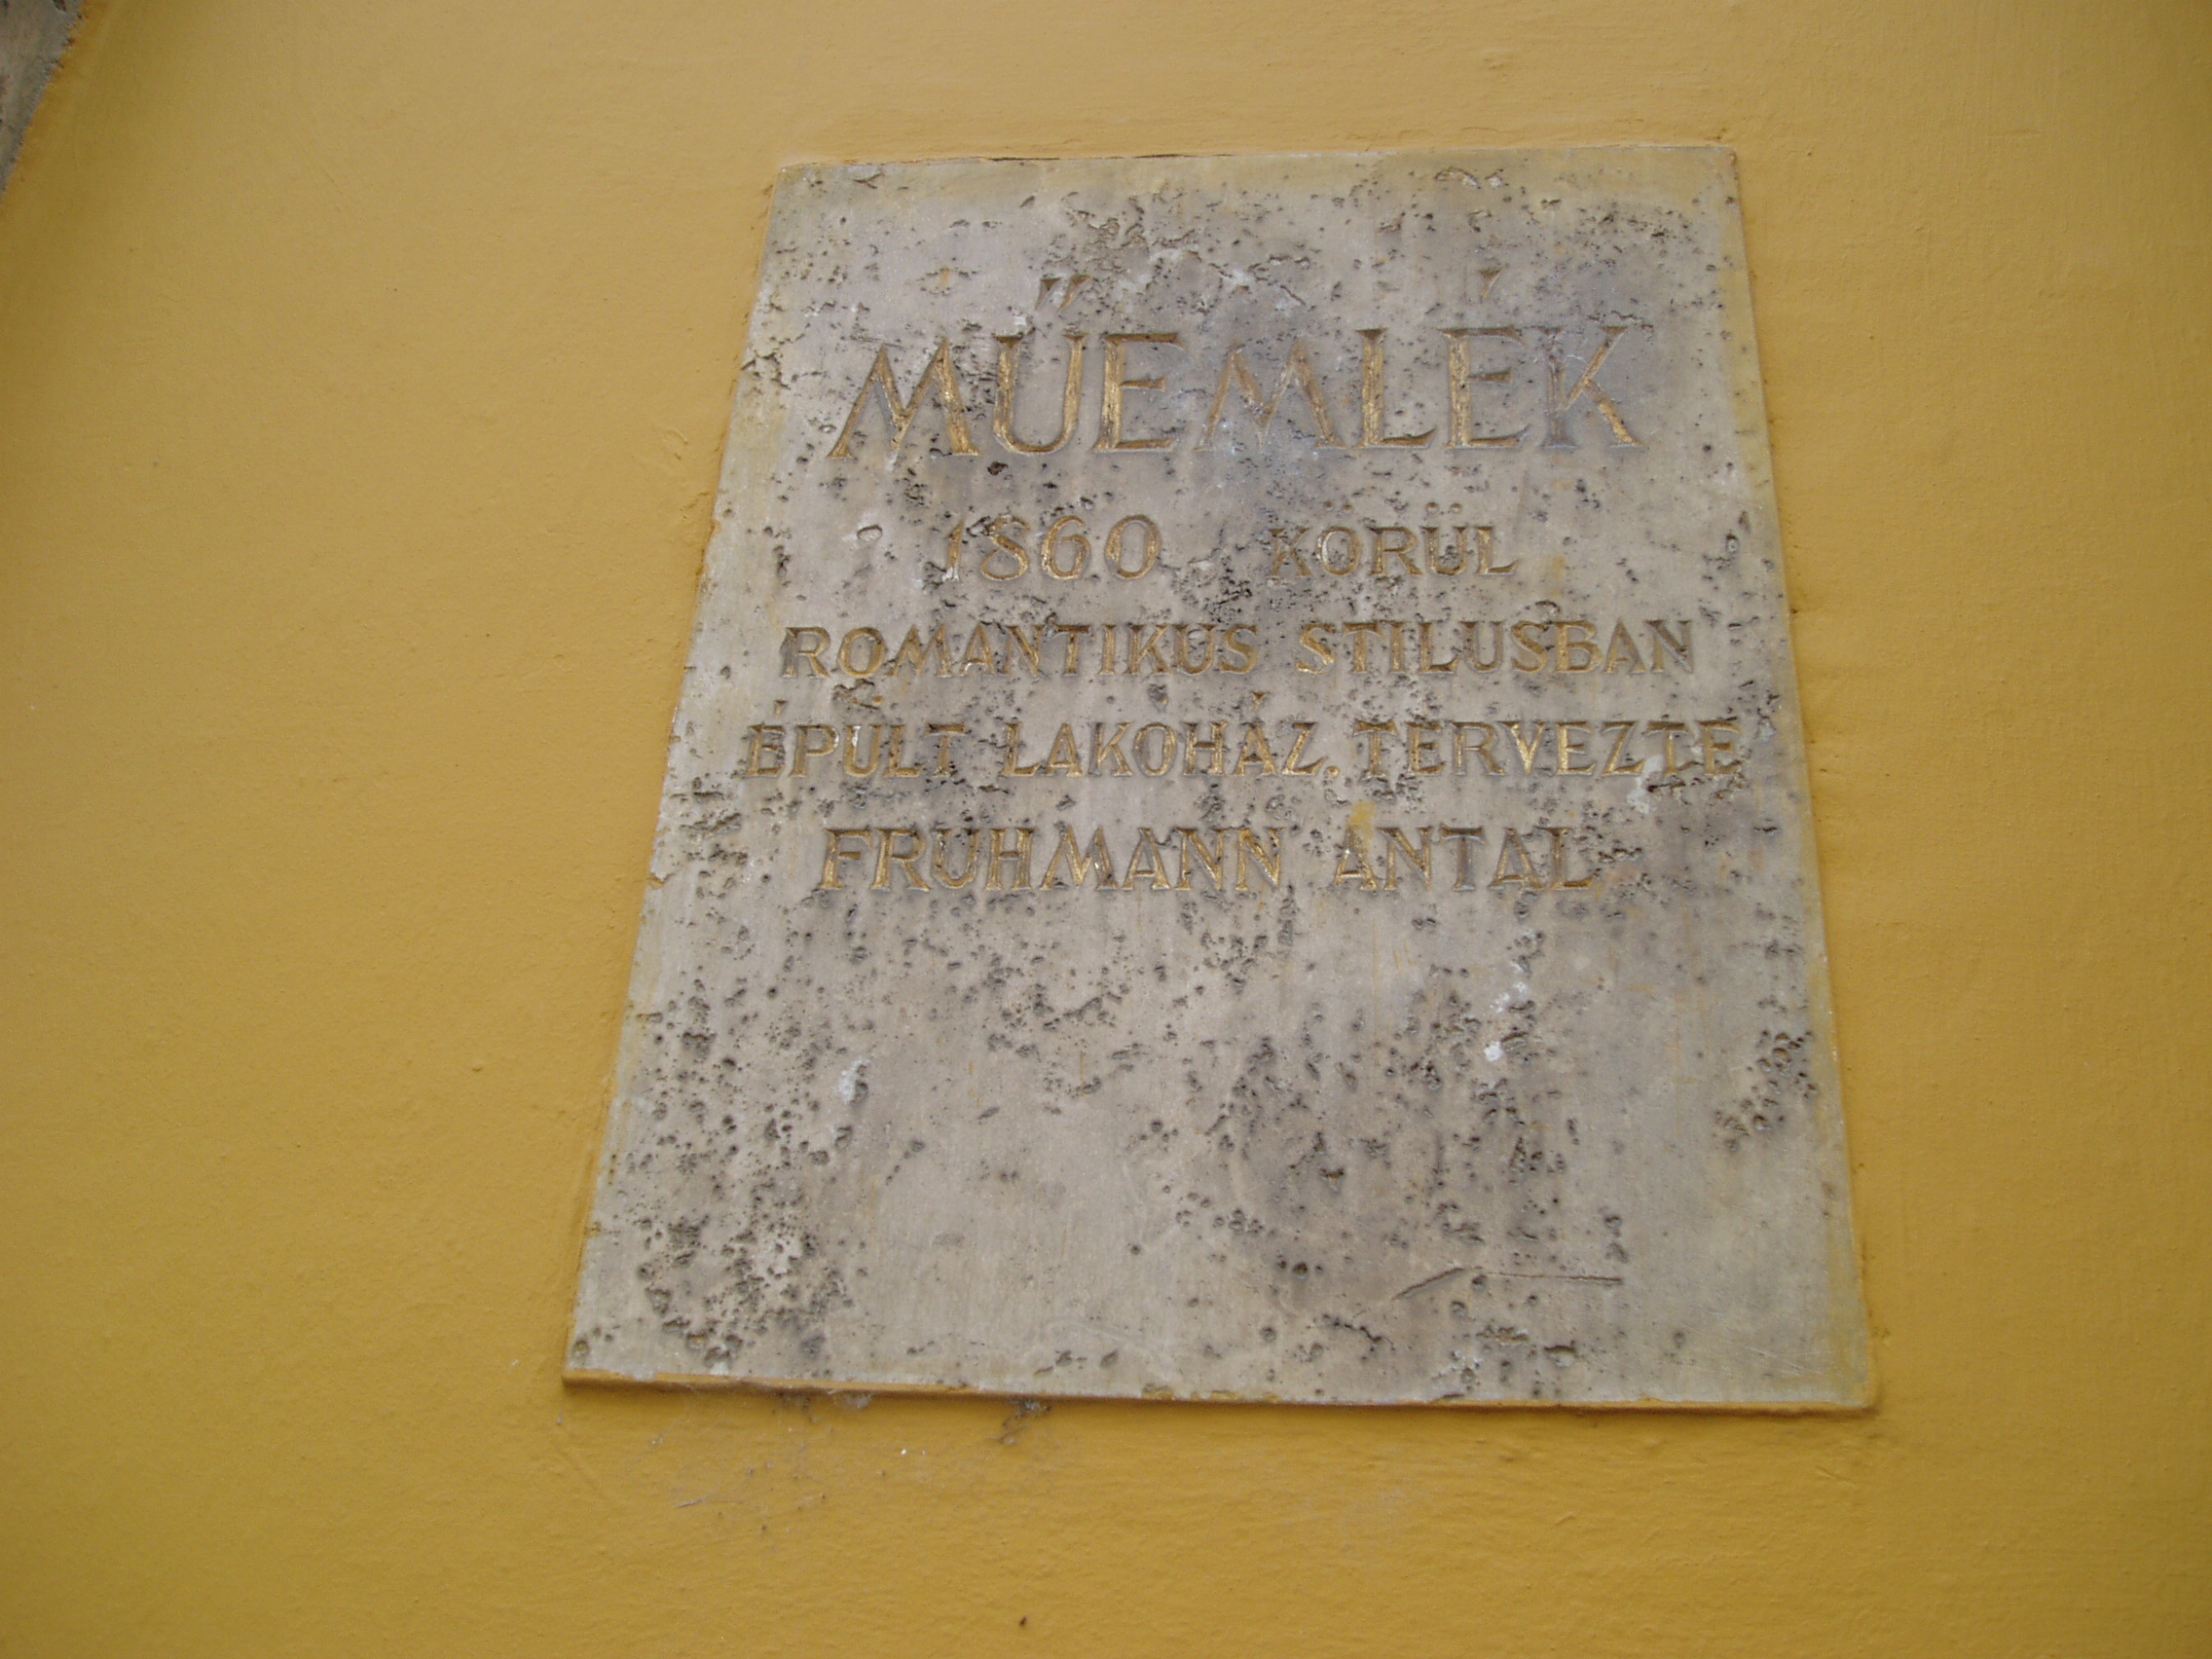 MŰEMLÉK
1860 KÖRÜL
ROMANTIKUS STILUSBAN
ÉPÜLT LAKÓHÁZ. TERVEZTE
FRUHMANN ANTAL